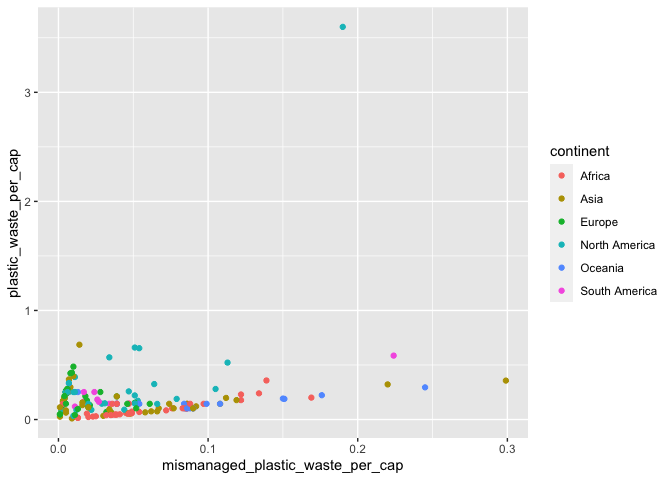 3
2
1
0
0.0
0.1
0.2
0.3
mismanaged_plastic_waste_per_cap
plastic_waste_per_cap
continent
Africa
Asia
Europe
North America
Oceania
South America